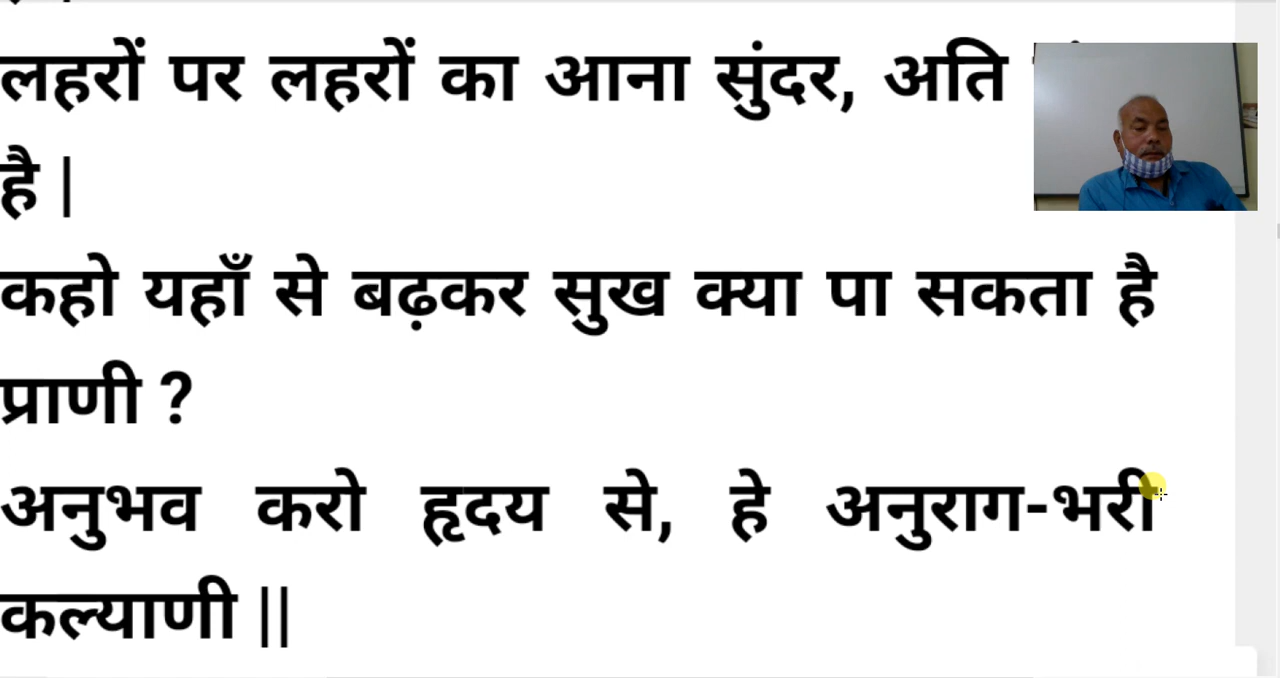 लहरों पर लहरों का आना सुंदर, अति
है |
कहो यहाँ से बढ़कर सुख क्या पा सकता है
प्राणी ?
अनुभव करो हृदय से, हे अनुराग-भरी
कल्याणी ||